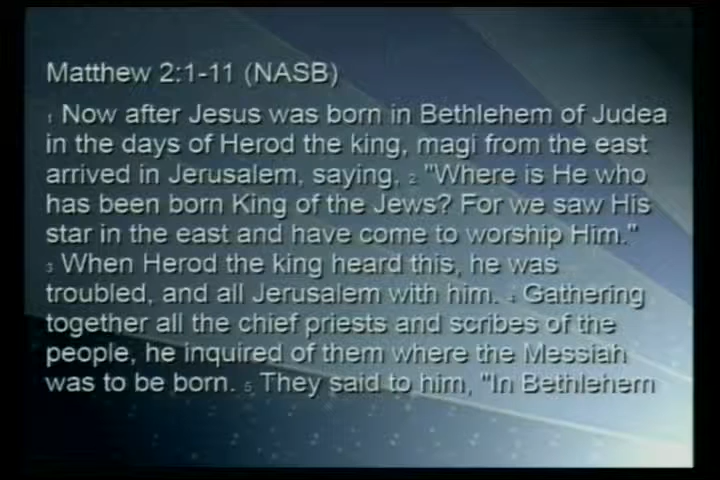 Matthew 2:1-11 (NASB)
1 Now after Jesus was born in Bethlehem of Judea
in the days of Herod the king, magi from the east
arrived in Jerusalem, saying, 2 "Where is He who
has been born King of the Jews? For we saw His
star in the east and have come to worship Him."
3 When Herod the king heard this, he was
troubled, and all Jerusalem with him. 4 Gathering
together all the chief priests and scribes of the
people, he inquired of them where the Messiah
was to be born. 5 They said to him, "In Bethlehem